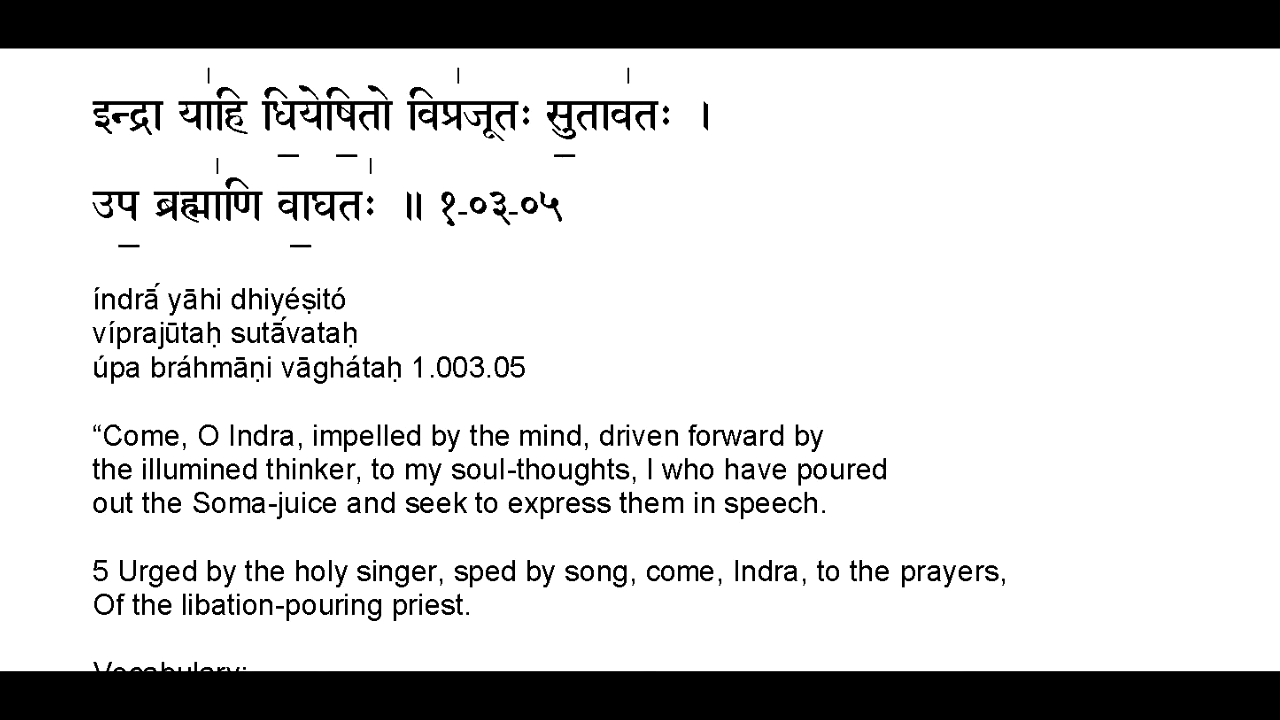 इन्द्रा या॑हि धि॒येषि॒तो विप्र॑जूतः सु॒ताव॑तः ।
उप॒ ब्रह्मा॑णि वा॒घत॑ः ॥ १-०३-०५
índrā́ yāhi dhiyéṣitó
víprajūtaḥ sutā́vataḥ
úpa bráhmāṇi vāghátaḥ 1.003.05
“Come, O Indra, impelled by the mind, driven forward by
the illumined thinker, to my soul-thoughts, I who have poured
out the Soma-juice and seek to express them in speech.
5 Urged by the holy singer, sped by song, come, Indra, to the prayers,
Of the libation-pouring priest.
Vocabulary: